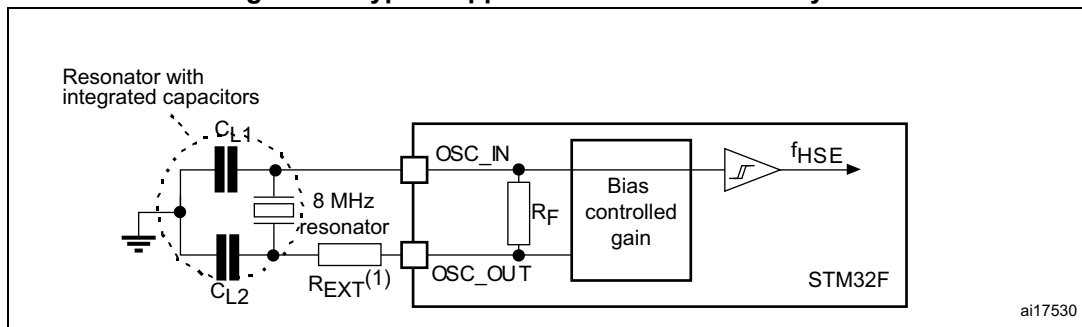 Resonator with
integrated capacitors
CL1
OSC_IN
fHSE
8 MHz
resonator
RF
Bias
controlled
gain
REXT(1)
OSC_OUT
STM32F
CL2
ai17530